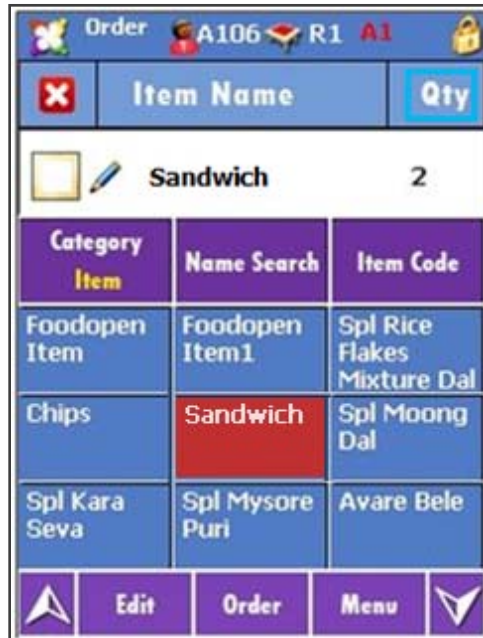 Order A106 R1 A1
Item Name Qty
Sandwich 2
Category Name Search Item Code
Item
Foodopen Foodopen Spl Rice
Item Item1 Flakes
Mixture Dal
Chips Sandwich Spl Moong
Dal
Spl Kara Spl Mysore Avare Bele
Seva Puri
Edit Order Menu